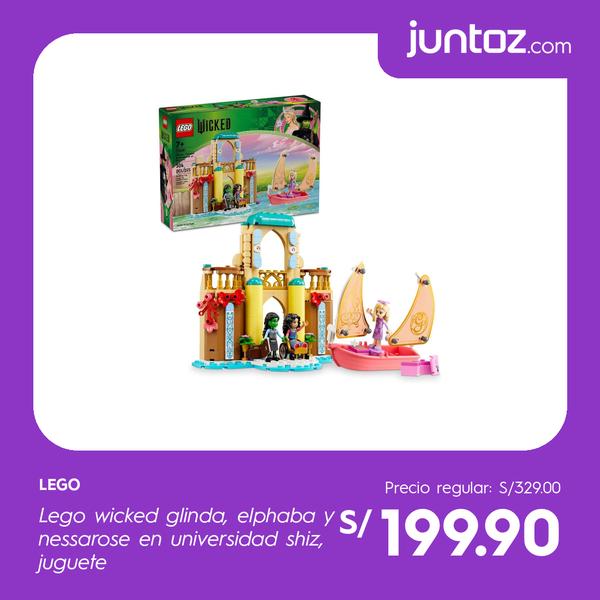 juntoz.com
LEGO
WICKED
7+
LEGO
Precio regular: S/329.00
Lego wicked glinda, elphaba y
nessarose en universidad shiz,
juguete
S/199.90